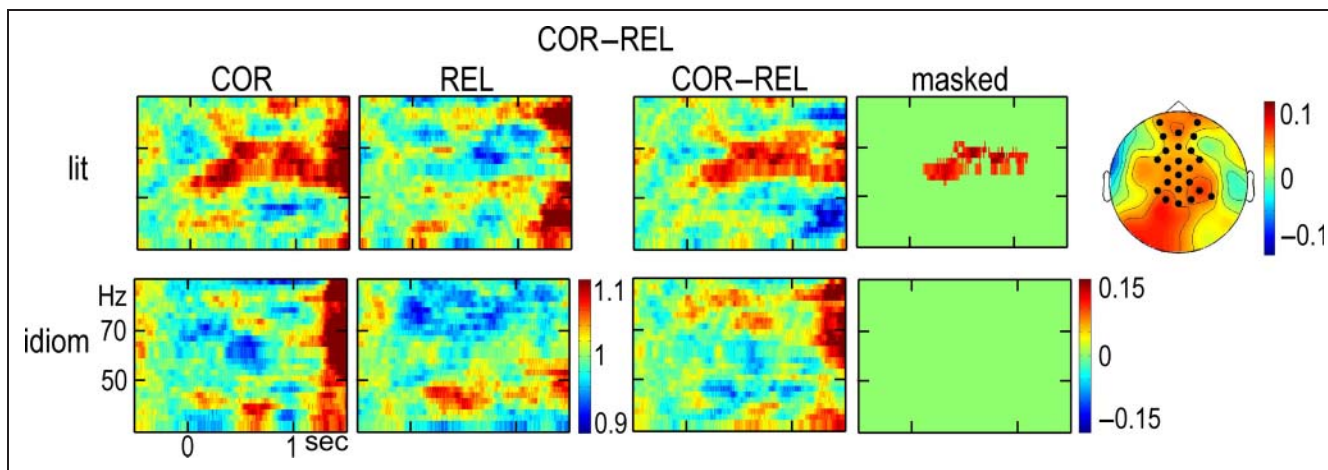 COR–REL
COR REL COR–REL masked
lit
0.1
0
–0.1
idiom
Hz
70
50
0 1 sec
1.1
1
0.9
0.15
0
–0.15